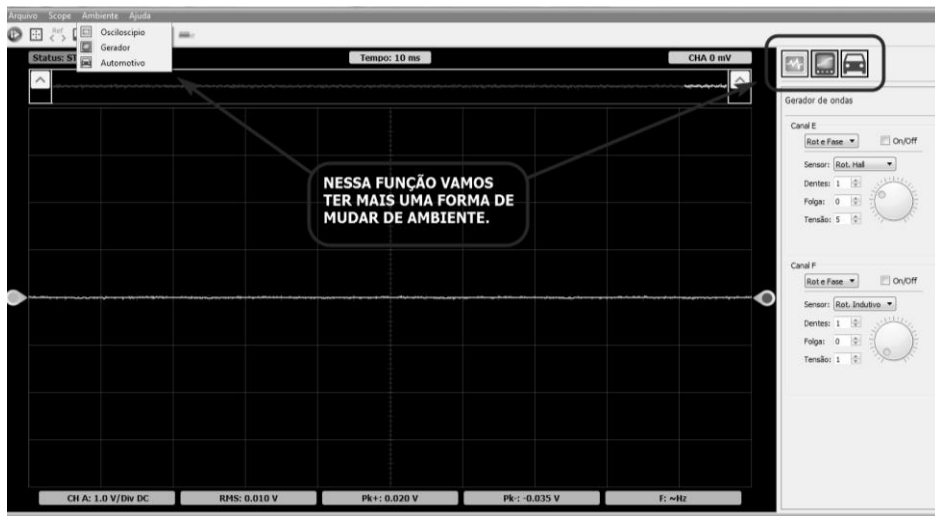 Arquivo Scope Ambiente Ajuda
Ref.
Osciloscipio
Gerador
Automotivo
Status: ST
Tempo: 10 ms
CHA 0 mV
NESSA FUNÇÃO VAMOS
TER MAIS UMA FORMA DE
MUDAR DE AMBIENTE.
Gerador de ondas
Canal E
Rot e Fase On/Off
Sensor: Rot. Hall
Dentes: 1
Folga: 0
Tensão: 5
Canal F
Rot e Fase On/Off
Sensor: Rot. Indutivo
Dentes: 1
Folga: 0
Tensão: 1
CH A: 1.0 V/Div DC
RMS: 0.010 V
Pk+: 0.020 V
Pk-: -0.035 V
F: ~Hz